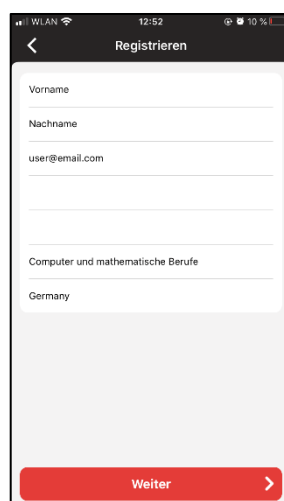 WLAN 12:52 10 %
Registrieren
Vorname
Nachname
user@email.com
Computer und mathematische Berufe
Germany
Weiter